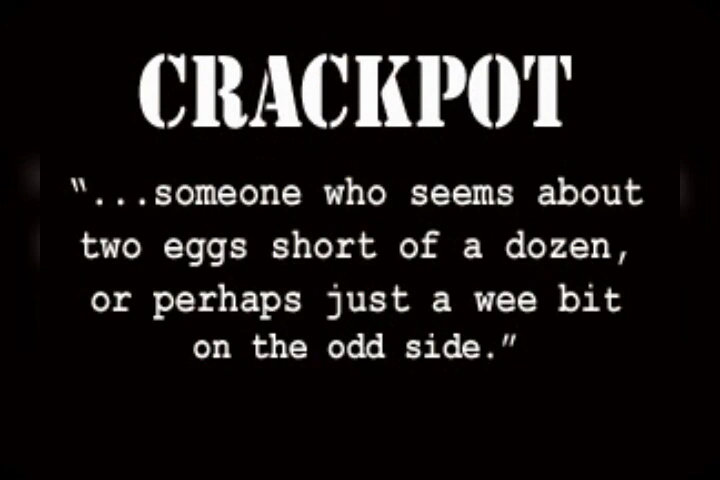 CRACKPOT
"...someone who seems about
two eggs short of a dozen,
or perhaps just a wee bit
on the odd side."